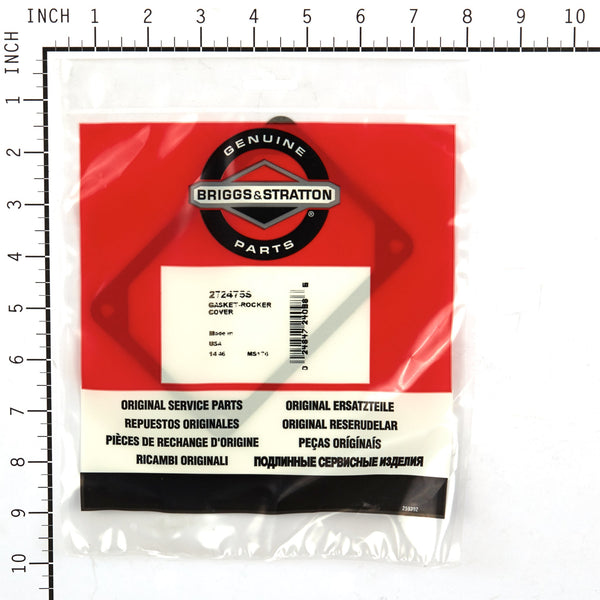 INCH 1 2 3 4 5 6 7 8 9 10
INCH
1
2
3
4
5
6
7
8
9
10
GENUINE
BRIGGS&STRATTON
®
PARTS
272475S
GASKET-ROCKER
COVER
Made in
USA
ORIGINAL SERVICE PARTS
ORIGINAL ERSATZTEILE
REPUESTOS ORIGINALES
ORIGINAL RESERUDELAR
PIÈCES DE RECHANGE D'ORIGINE
PEÇAS ORIGÍNAIS
RICAMBI ORIGINALI
ПОДЛИННЫЕ СЕРВИСНЫЕ ИЗДЕЛИЯ